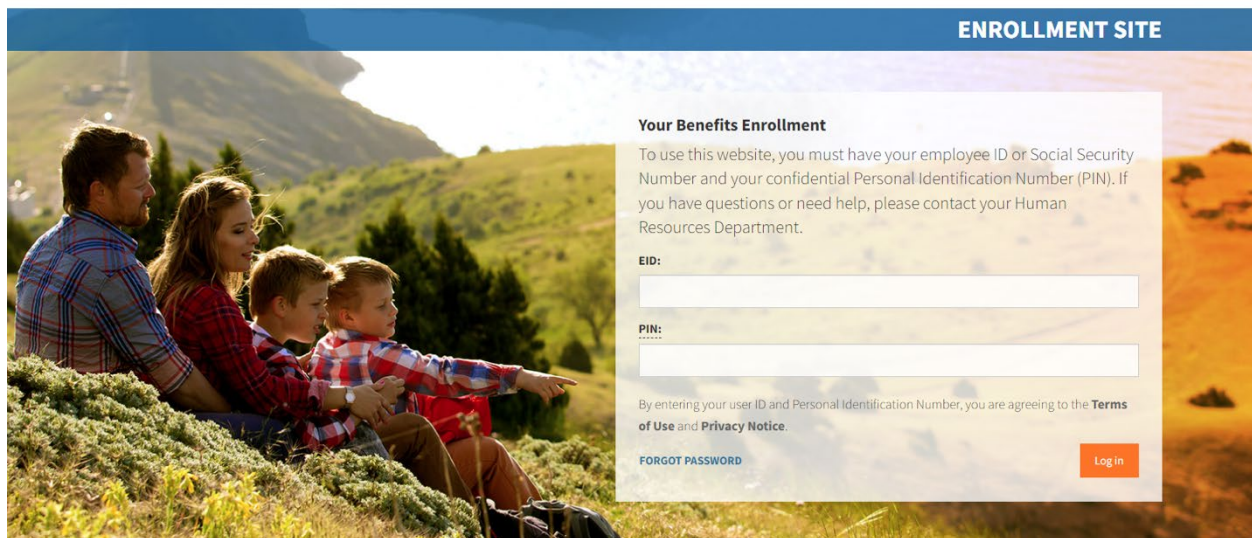 ENROLLMENT SITE
Your Benefits Enrollment
To use this website, you must have your employee ID or Social Security
Number and your confidential Personal Identification Number (PIN). If
you have questions or need help, please contact your Human
Resources Department.
EID:
PIN:
By entering your user ID and Personal Identification Number, you are agreeing to the Terms
of Use and Privacy Notice.
FORGOT PASSWORD
Log in